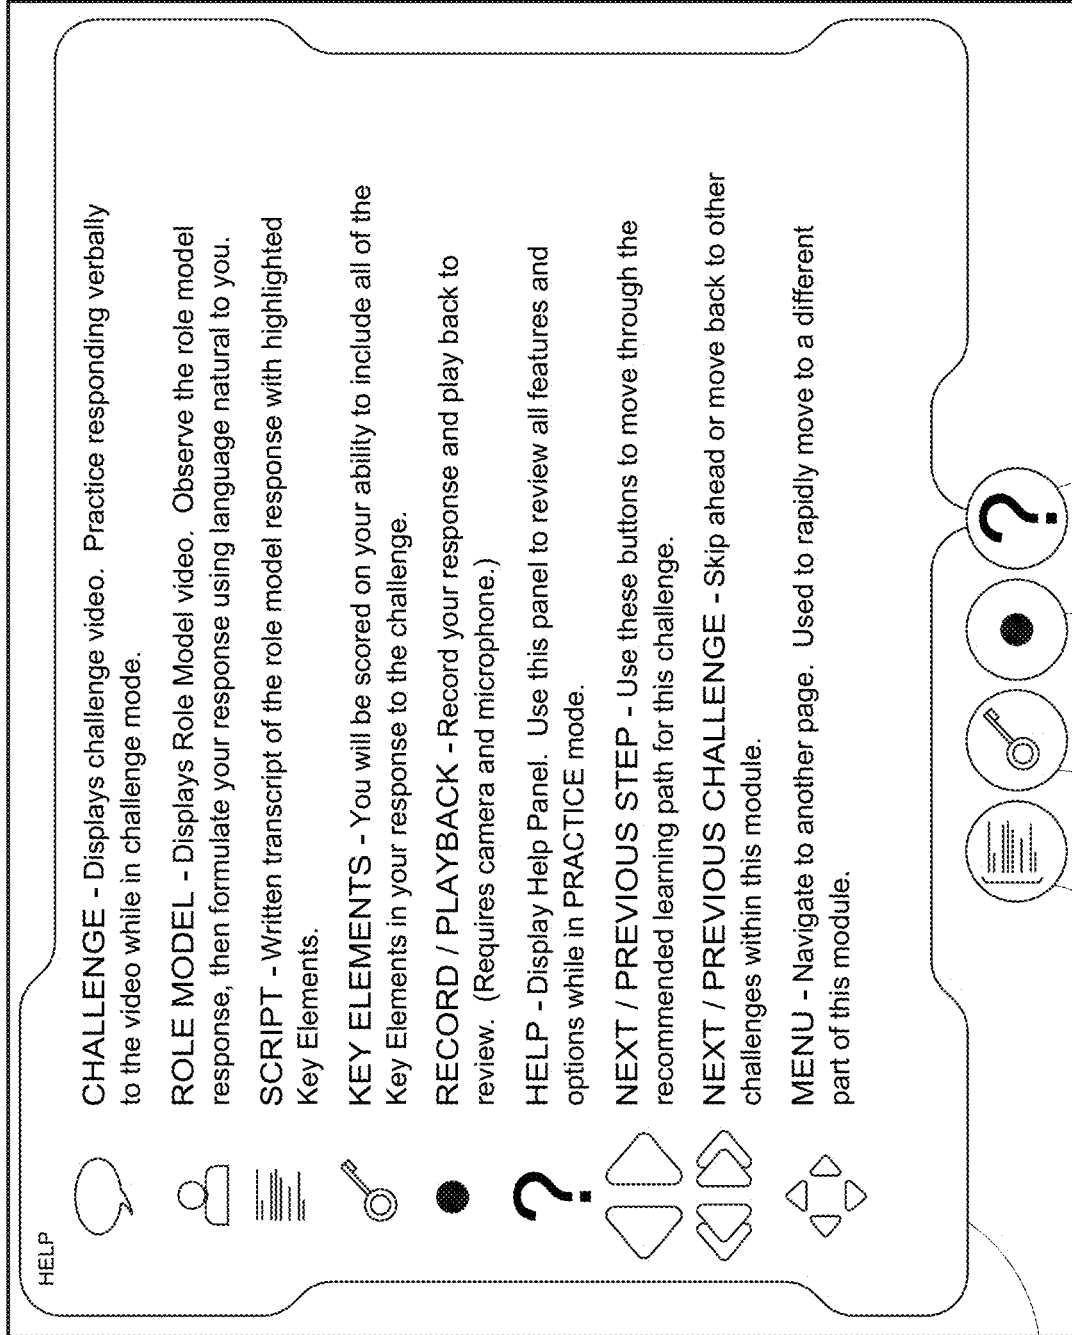 HELP
CHALLENGE - Displays challenge video.  Practice responding verbally
to the video while in challenge mode.
ROLE MODEL - Displays Role Model video.  Observe the role model
response, then formulate your response using language natural to you.
SCRIPT - Written transcript of the role model response with highlighted
Key Elements.
KEY ELEMENTS - You will be scored on your ability to include all of the
Key Elements in your response to the challenge.
RECORD / PLAYBACK - Record your response and play back to
review.  (Requires camera and microphone.)
? HELP - Display Help Panel.  Use this panel to review all features and
options while in PRACTICE mode.
NEXT / PREVIOUS STEP - Use these buttons to move through the
recommended learning path for this challenge.
NEXT / PREVIOUS CHALLENGE - Skip ahead or move back to other
challenges within this module.
MENU - Navigate to another page.  Used to rapidly move to a different
part of this module.
?